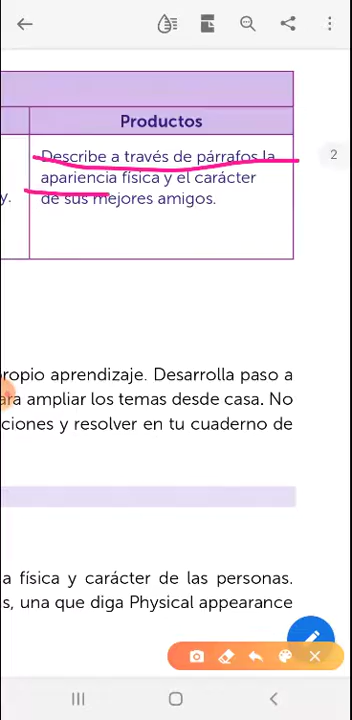 Productos
Describe a través de párrafos la
apariencia física y el carácter
y. de sus mejores amigos.
2
propio aprendizaje. Desarrolla paso a
ara ampliar los temas desde casa. No
ciones y resolver en tu cuaderno de
a física y carácter de las personas.
s, una que diga Physical appearance